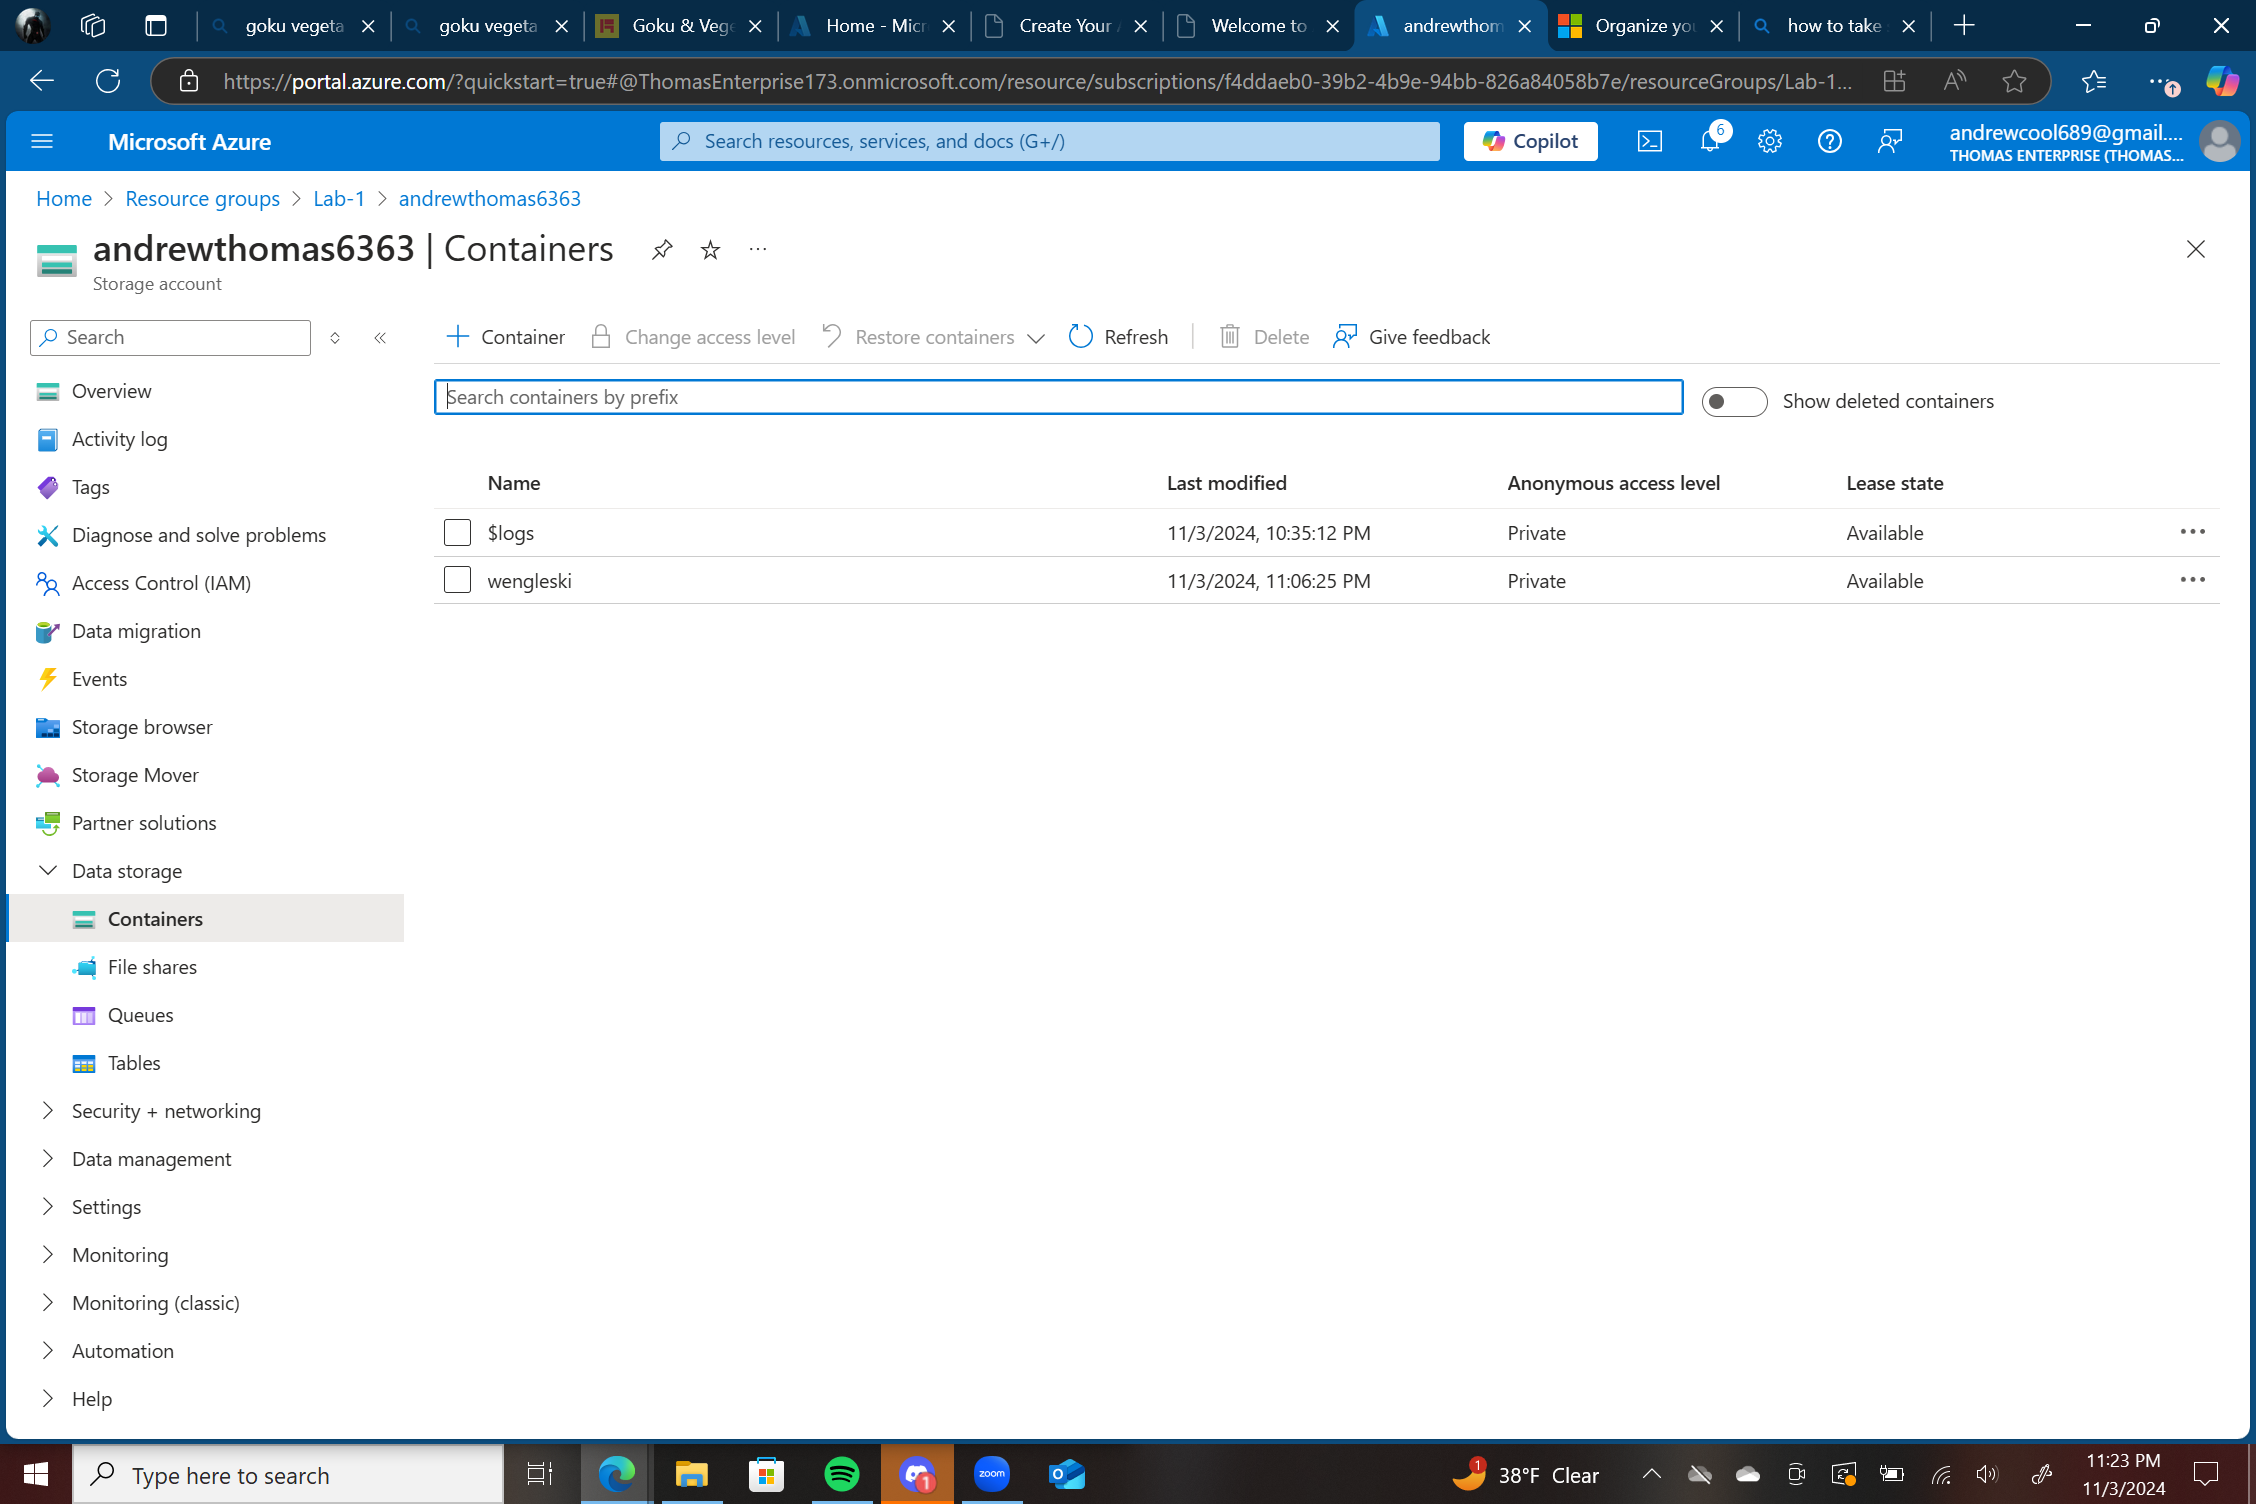 goku vegeta
goku vegeta
Goku & Vege
Home - Micr
Create Your
Welcome to
andrewthom
Organize you
how to take
https://portal.azure.com/?quickstart=true#@ThomasEnterprise173.onmicrosoft.com/resource/subscriptions/f4ddaeb0-39b2-4b9e-94bb-826a84058b7e/resourceGroups/Lab-1...
Microsoft Azure
Search resources, services, and docs (G+/)
Copilot
6
andrewcool689@gmail....
THOMAS ENTERPRISE (THOMAS...
Home > Resource groups > Lab-1 > andrewthomas6363
andrewthomas6363 | Containers
Storage account
Search
Container
Change access level
Restore containers
Refresh
Delete
Give feedback
Search containers by prefix
Show deleted containers
Name Last modified Anonymous access level Lease state
$logs 11/3/2024, 10:35:12 PM Private Available
wengleski 11/3/2024, 11:06:25 PM Private Available
Overview
Activity log
Tags
Diagnose and solve problems
Access Control (IAM)
Data migration
Events
Storage browser
Storage Mover
Partner solutions
Data storage
Containers
File shares
Queues
Tables
Security + networking
Data management
Settings
Monitoring
Monitoring (classic)
Automation
Help
Type here to search
1
zoom
1
38°F Clear
11:23 PM
11/3/2024